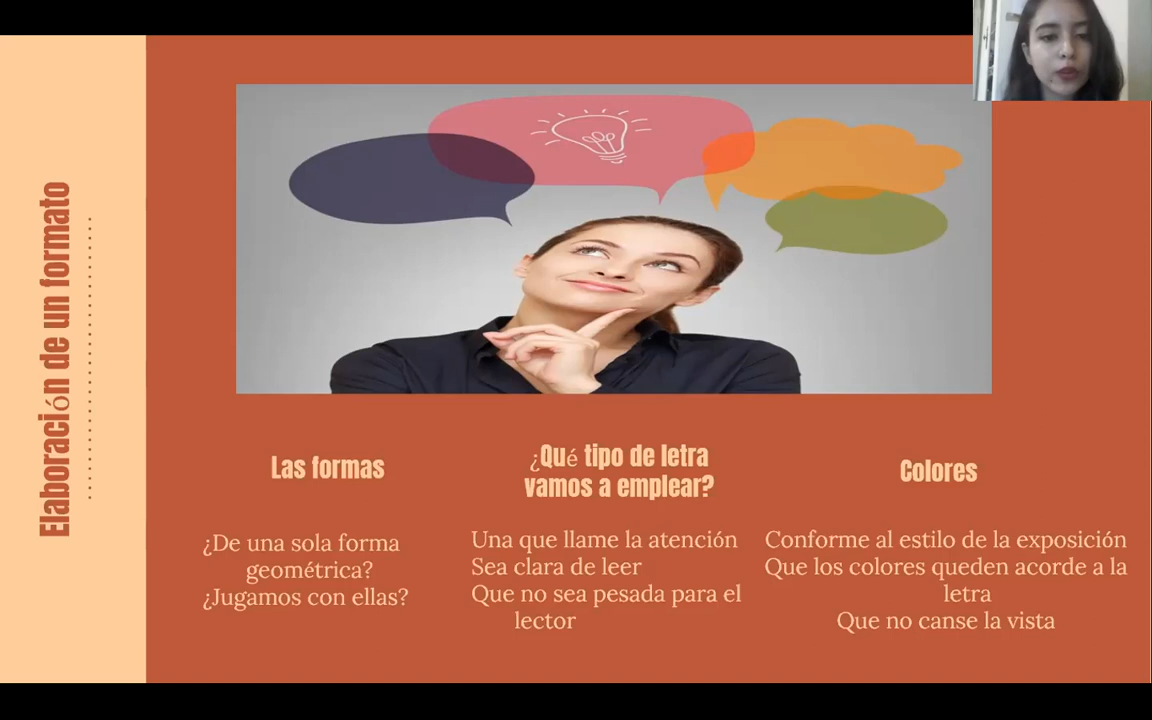 Elaboración de un formato
Las formas
¿De una sola forma
geométrica?
¿Jugamos con ellas?
¿Qué tipo de letra
vamos a emplear?
Una que llame la atención
Sea clara de leer
Que no sea pesada para el
lector
Colores
Conforme al estilo de la exposición
Que los colores queden acorde a la
letra
Que no canse la vista